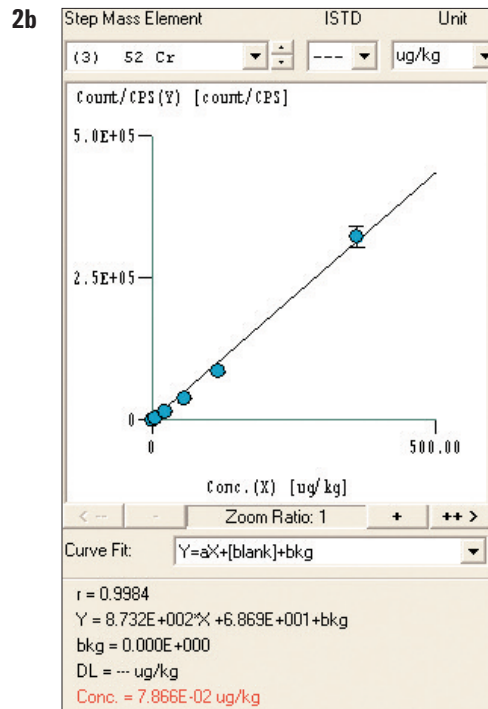 2b
Step Mass Element ISTD Unit
(3) 52 Cr --- ug/kg
Count/CPS(Y) [count/CPS]
5.0E+05
2.5E+05
0
0 500.00
Conc.(X) [ug/kg]
< -- - Zoom Ratio: 1 + ++ >
Curve Fit: Y=aX+[blank]+bkg
r = 0.9984
Y = 8.732E+002*X +6.869E+001+bkg
bkg = 0.000E+000
DL = --- ug/kg
Conc. = 7.866E-02 ug/kg